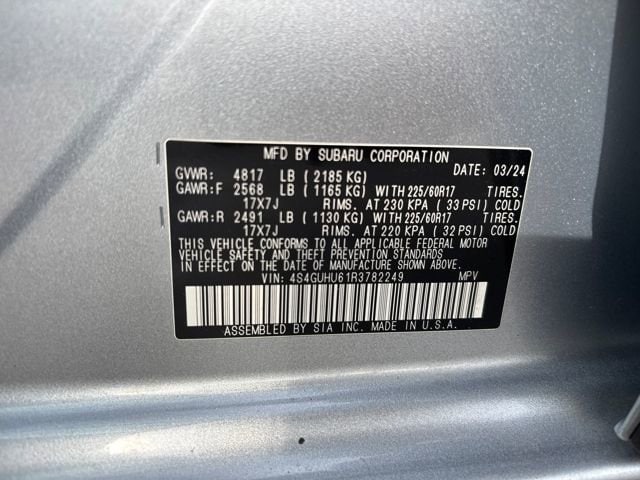 MFD BY SUBARU CORPORATION
GVWR: 4817 LB ( 2185 KG) DATE: 03/24
GAWR:F 2568 LB ( 1165 KG) WITH 225/60R17 TIRES.
17X7J RIMS. AT 230 KPA ( 33 PSI) COLD
GAWR:R 2491 LB ( 1130 KG) WITH 225/60R17 TIRES.
17X7J RIMS. AT 220 KPA ( 32 PSI) COLD
THIS VEHICLE CONFORMS TO ALL APPLICABLE FEDERAL MOTOR
VEHICLE SAFETY AND THEFT PREVENTION STANDARDS
IN EFFECT ON THE DATE OF MANUFACTURE SHOWN ABOVE.
VIN: 4S4GUHU61R3782249 MPV
ASSEMBLED BY SIA INC. MADE IN U.S.A.